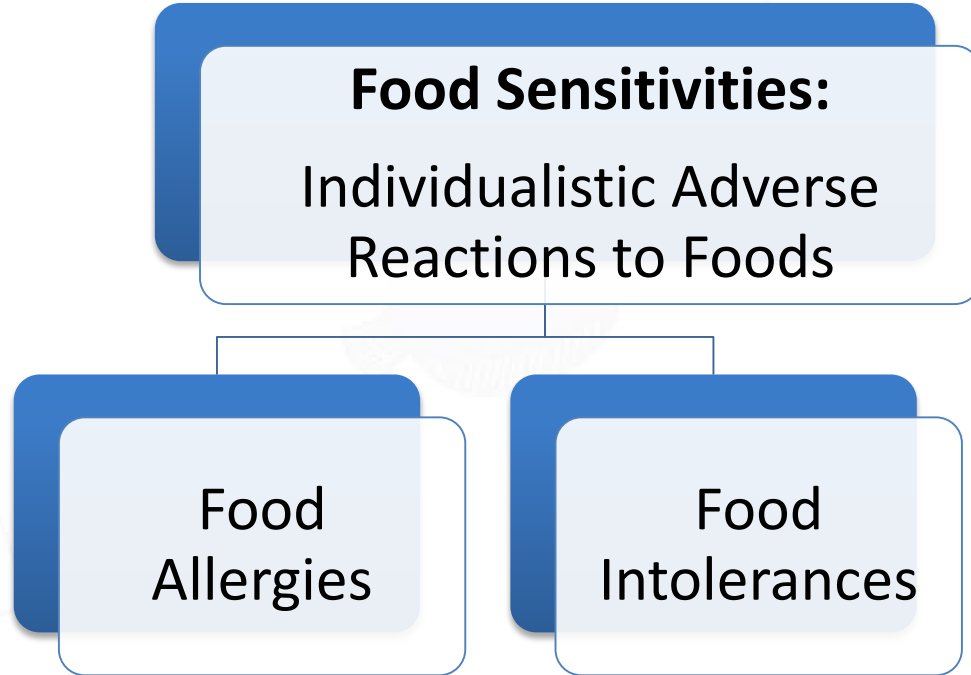 Food Sensitivities:
Individualistic Adverse
Reactions to Foods
Food
Allergies
Food
Intolerances